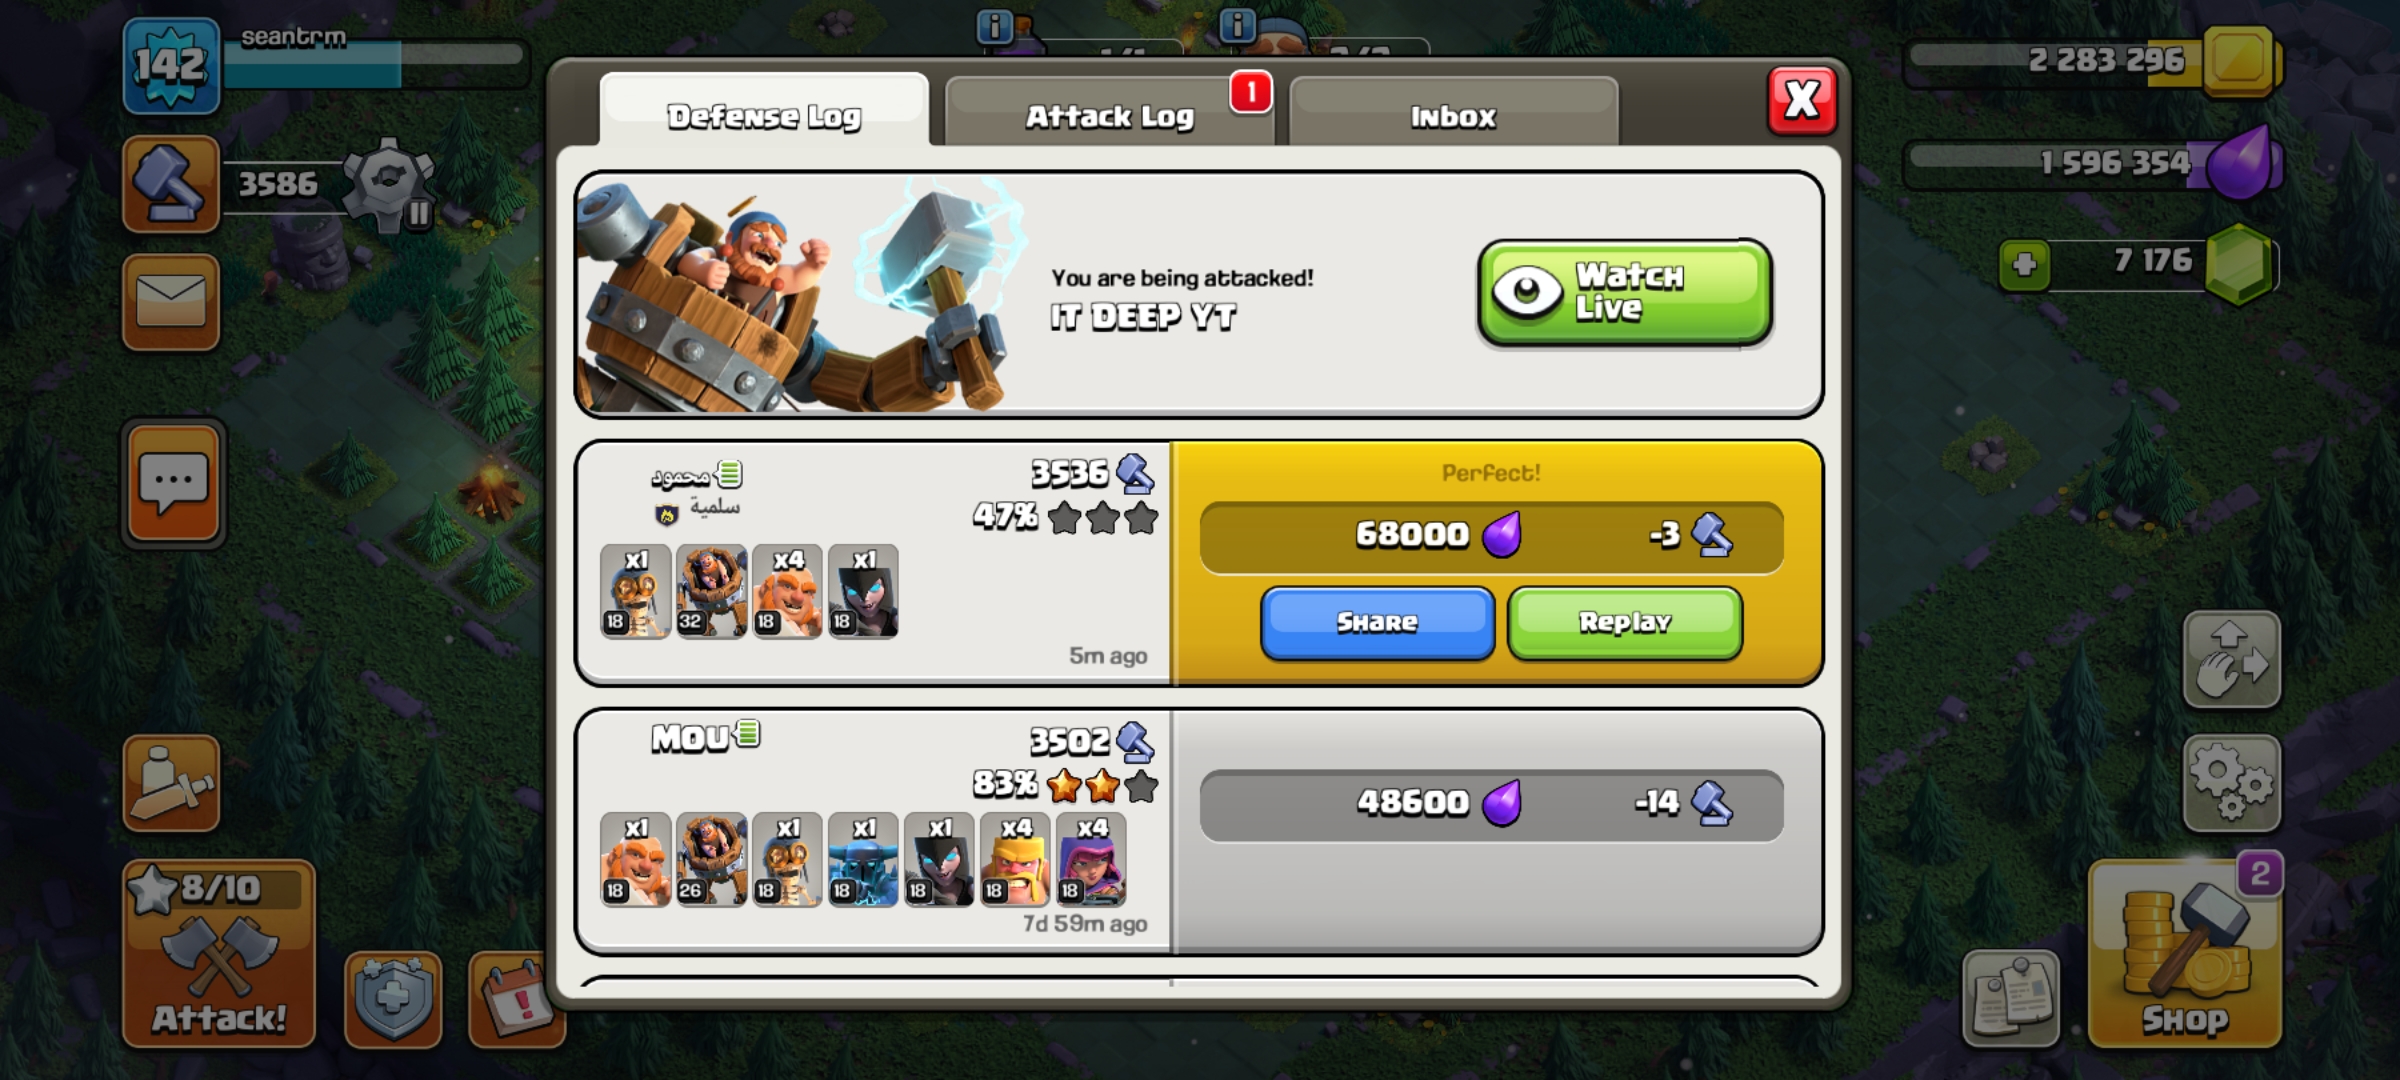 142
seantrm
3586
2 283 296
1 596 354
7 176
Defense Log
Attack Log
1
Inbox
X
You are being attacked!
IT DEEP YT
Watch
Live
محمود
سلمية
3536
47%
x1
x4
x1
18
32
18
18
5m ago
Perfect!
68000
-3
Share
Replay
Mou
3502
83%
x1
x1
x1
x1
x4
x4
18
26
18
18
18
18
18
7d 59m ago
48600
-14
8/10
Attack!
2
Shop